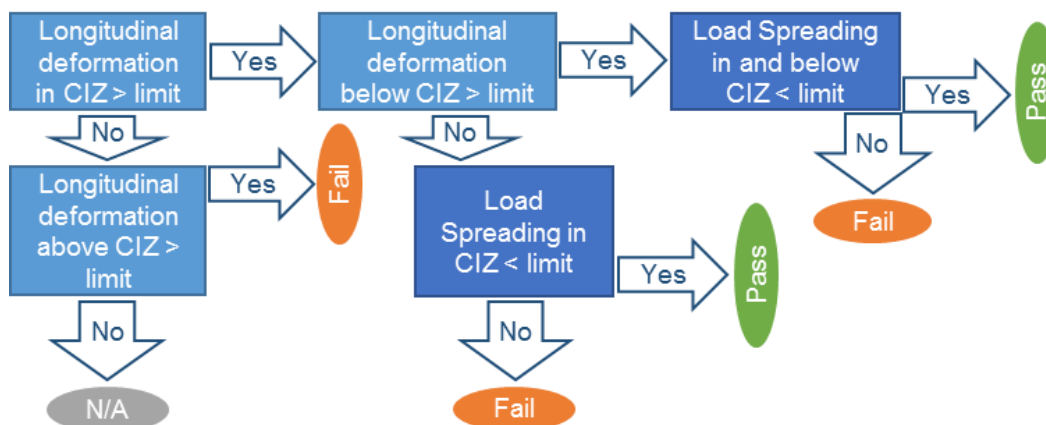 Longitudinal
deformation
in CIZ > limit
Yes
Longitudinal
deformation
below CIZ > limit
Yes
Load Spreading
in and below
CIZ < limit
Yes
Pass
No
No
No
Longitudinal
deformation
above CIZ >
limit
Yes
Fail
Load
Spreading in
CIZ < limit
Yes
Pass
Fail
No
No
N/A
Fail